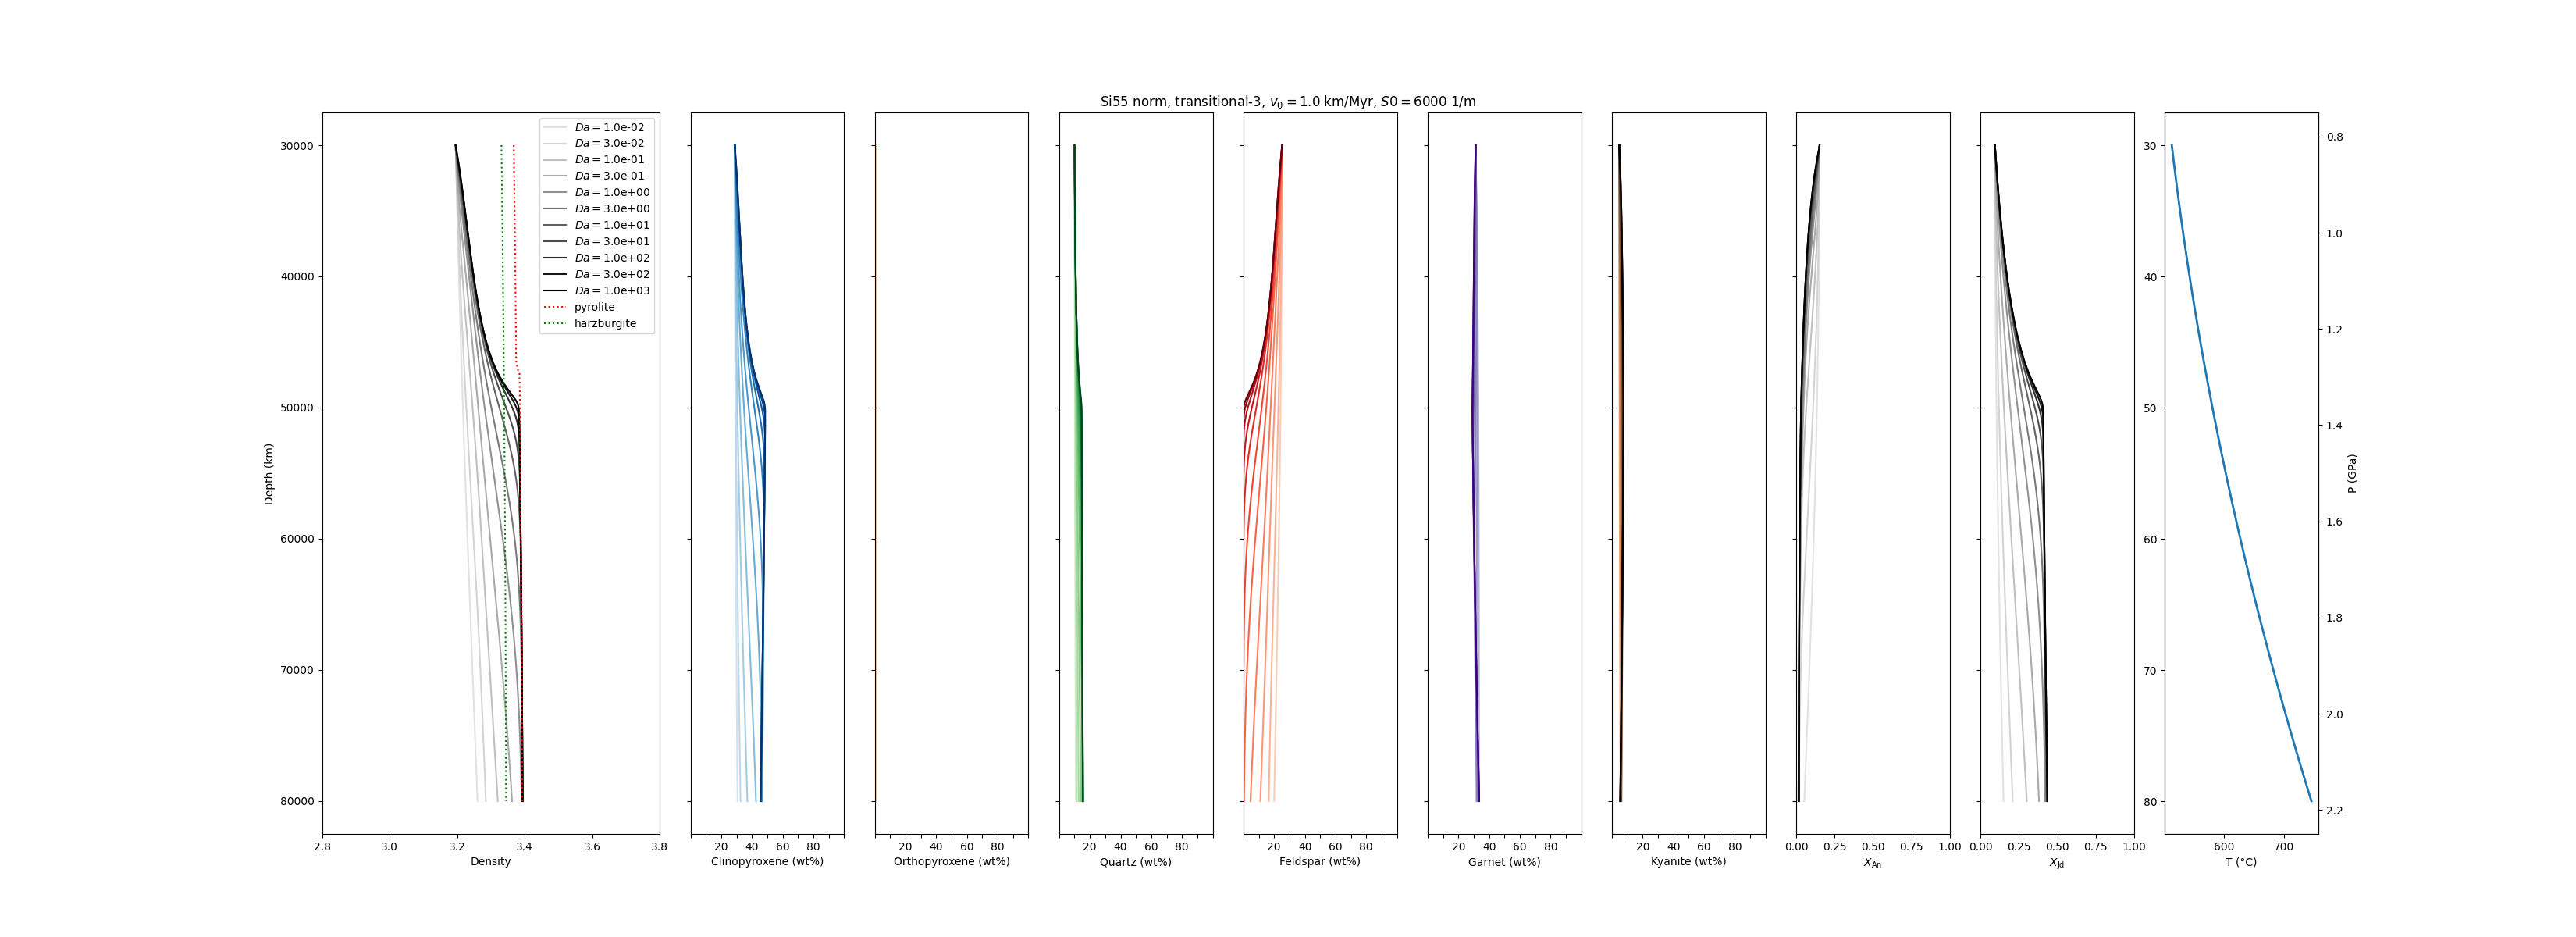 Si55 norm, transitional-3, v₀ = 1.0 km/Myr, S0 = 6000 1/m
Da = 1.0e-02
Da = 3.0e-02
Da = 1.0e-01
Da = 3.0e-01
Da = 1.0e+00
Da = 3.0e+00
Da = 1.0e+01
Da = 3.0e+01
Da = 1.0e+02
Da = 3.0e+02
Da = 1.0e+03
pyrolite
harzburgite
Depth (km)
30000
40000
50000
60000
70000
80000
2.8 3.0 3.2 3.4 3.6 3.8
Density
20 40 60 80
Clinopyroxene (wt%)
20 40 60 80
Orthopyroxene (wt%)
20 40 60 80
Quartz (wt%)
20 40 60 80
Feldspar (wt%)
20 40 60 80
Garnet (wt%)
20 40 60 80
Kyanite (wt%)
0.00 0.25 0.50 0.75 1.00
X_An
0.00 0.25 0.50 0.75 1.00
X_Jd
30
40
50
60
70
80
600 700
T (°C)
0.8
1.0
1.2
1.4
1.6
1.8
2.0
2.2
P (GPa)